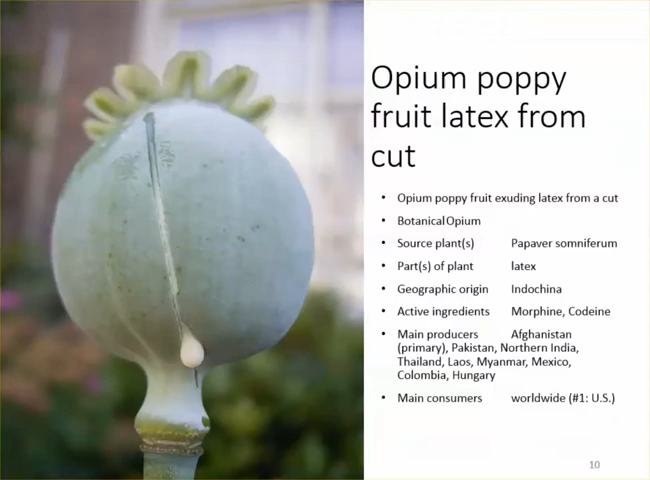 Opium poppy
fruit latex from
cut
• Opium poppy fruit exuding latex from a cut
• Botanical Opium
• Source plant(s) Papaver somniferum
• Part(s) of plant latex
• Geographic origin Indochina
• Active ingredients Morphine, Codeine
• Main producers Afghanistan
(primary), Pakistan, Northern India,
Thailand, Laos, Myanmar, Mexico,
Colombia, Hungary
• Main consumers worldwide (#1: U.S.)
10